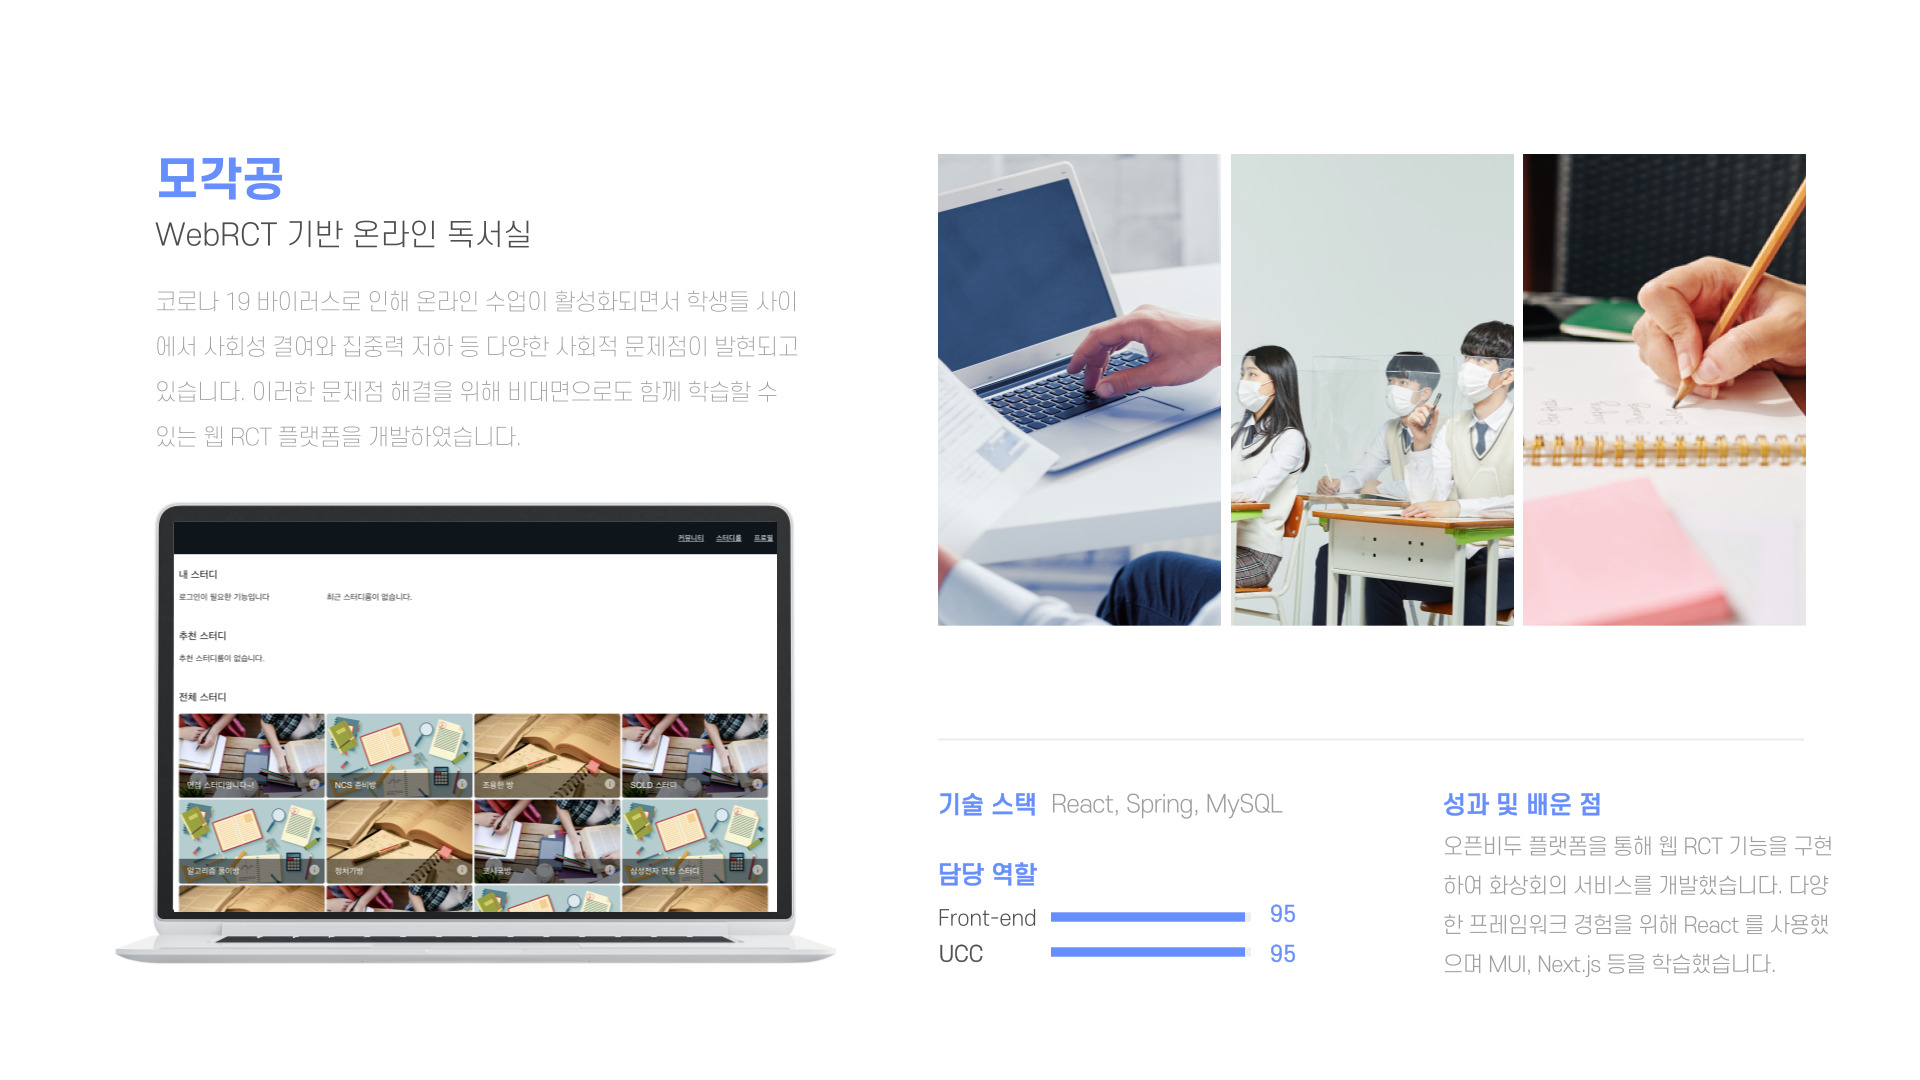 모각공
WebRCT 기반 온라인 독서실
코로나 19 바이러스로 인해 온라인 수업이 활성화되면서 학생들 사이
에서 사회성 결여와 집중력 저하 등 다양한 사회적 문제점이 발현되고
있습니다. 이러한 문제점 해결을 위해 비대면으로도 함께 학습할 수
있는 웹 RCT 플랫폼을 개발하였습니다.
커뮤니티 스터디룸 프로필
내 스터디
로그인이 필요한 기능입니다 최근 스터디룸이 없습니다.
추천 스터디
추천 스터디룸이 없습니다.
전체 스터디
면접 스터디입니다~! NCS 준비방 조용한 방 SOLD 스터디
알고리즘 풀이방 정처기방 코시국방 삼성전자 면접 스터디
기술 스택 React, Spring, MySQL
담당 역할
Front-end 95
UCC 95
성과 및 배운 점
오픈비두 플랫폼을 통해 웹 RCT 기능을 구현
하여 화상회의 서비스를 개발했습니다. 다양
한 프레임워크 경험을 위해 React 를 사용했
으며 MUI, Next.js 등을 학습했습니다.